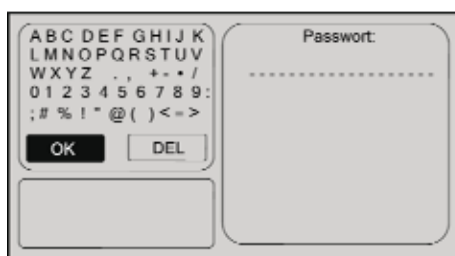 A B C D E F G H I J K
L M N O P Q R S T U V
W X Y Z . , + - • /
0 1 2 3 4 5 6 7 8 9 :
; # % ! " @ ( ) < = >
OK DEL
Passwort:
- - - - - - - - - - - - - - - - - -